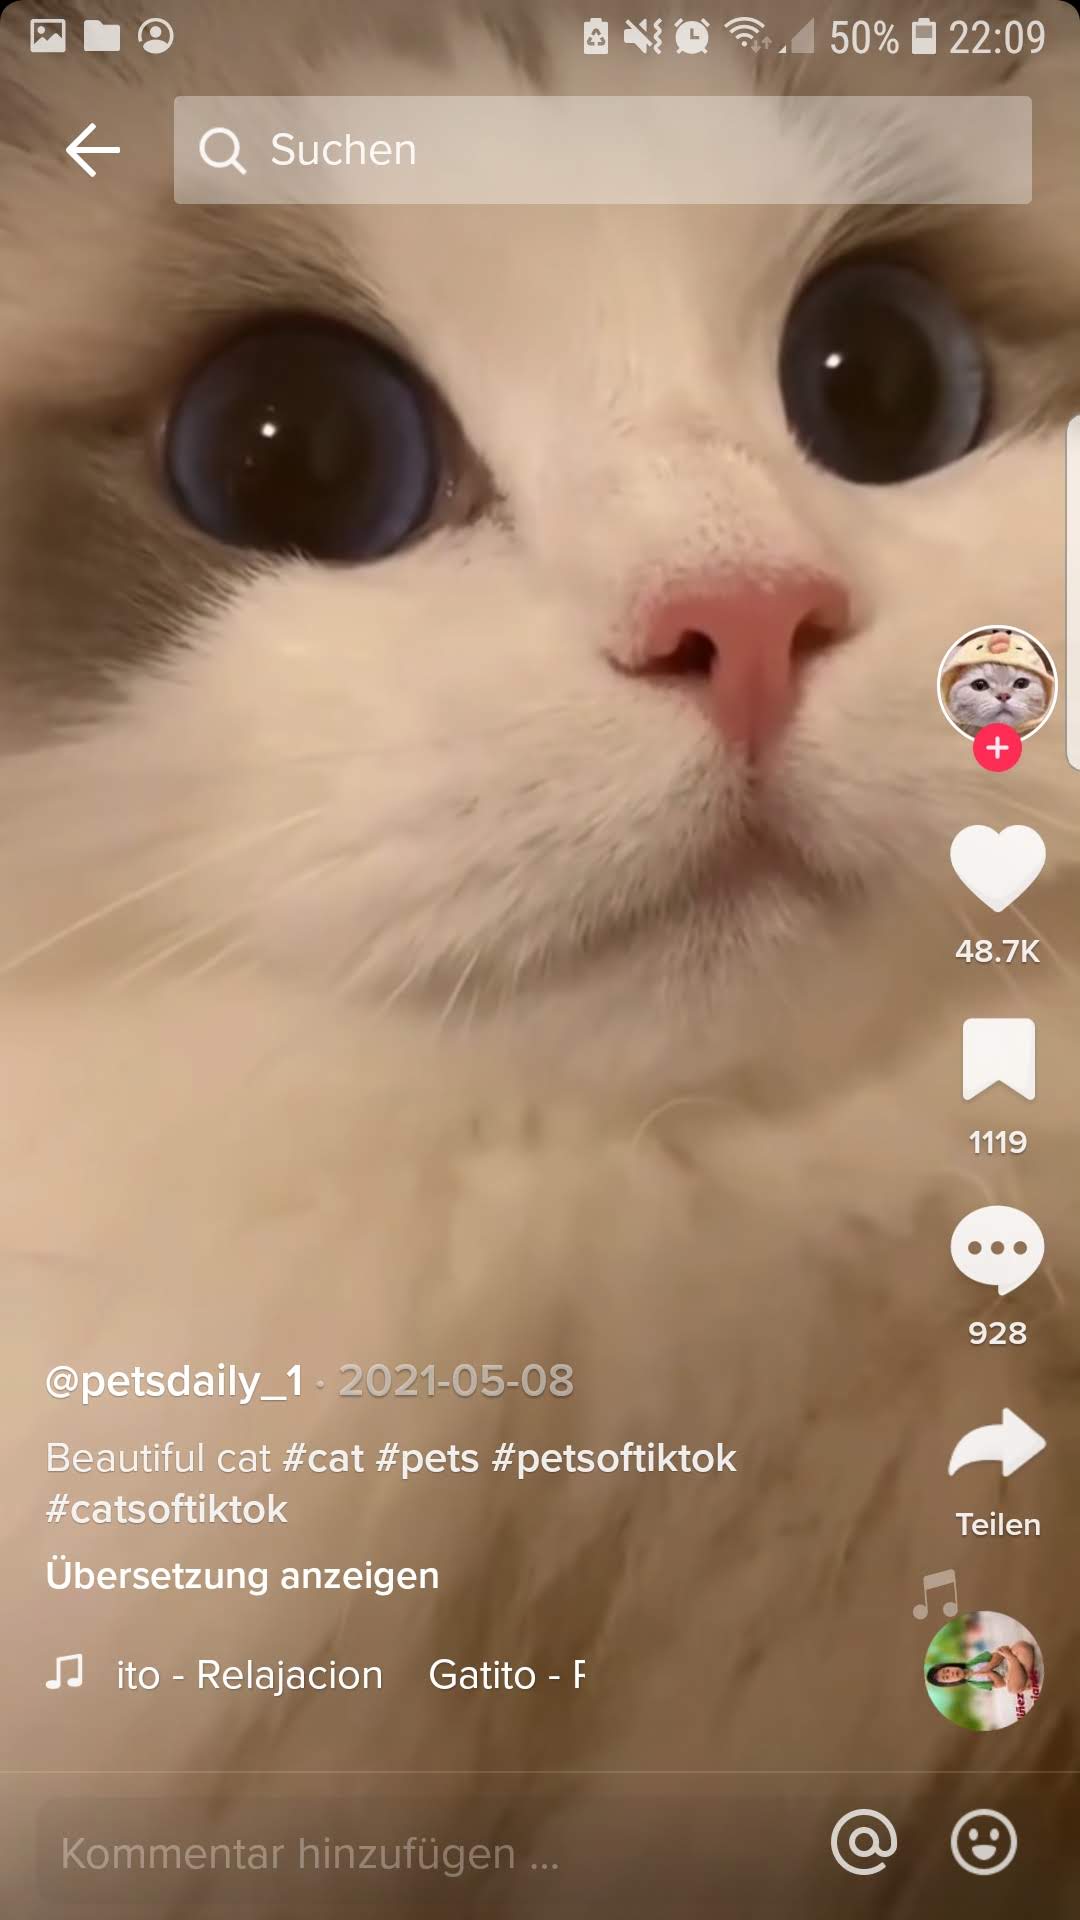 50% 22:09
Suchen
48.7K
1119
928
@petsdaily_1 · 2021-05-08
Beautiful cat #cat #pets #petsoftiktok
#catsoftiktok
Übersetzung anzeigen
Teilen
ito - Relajacion Gatito -
Kommentar hinzufügen ...